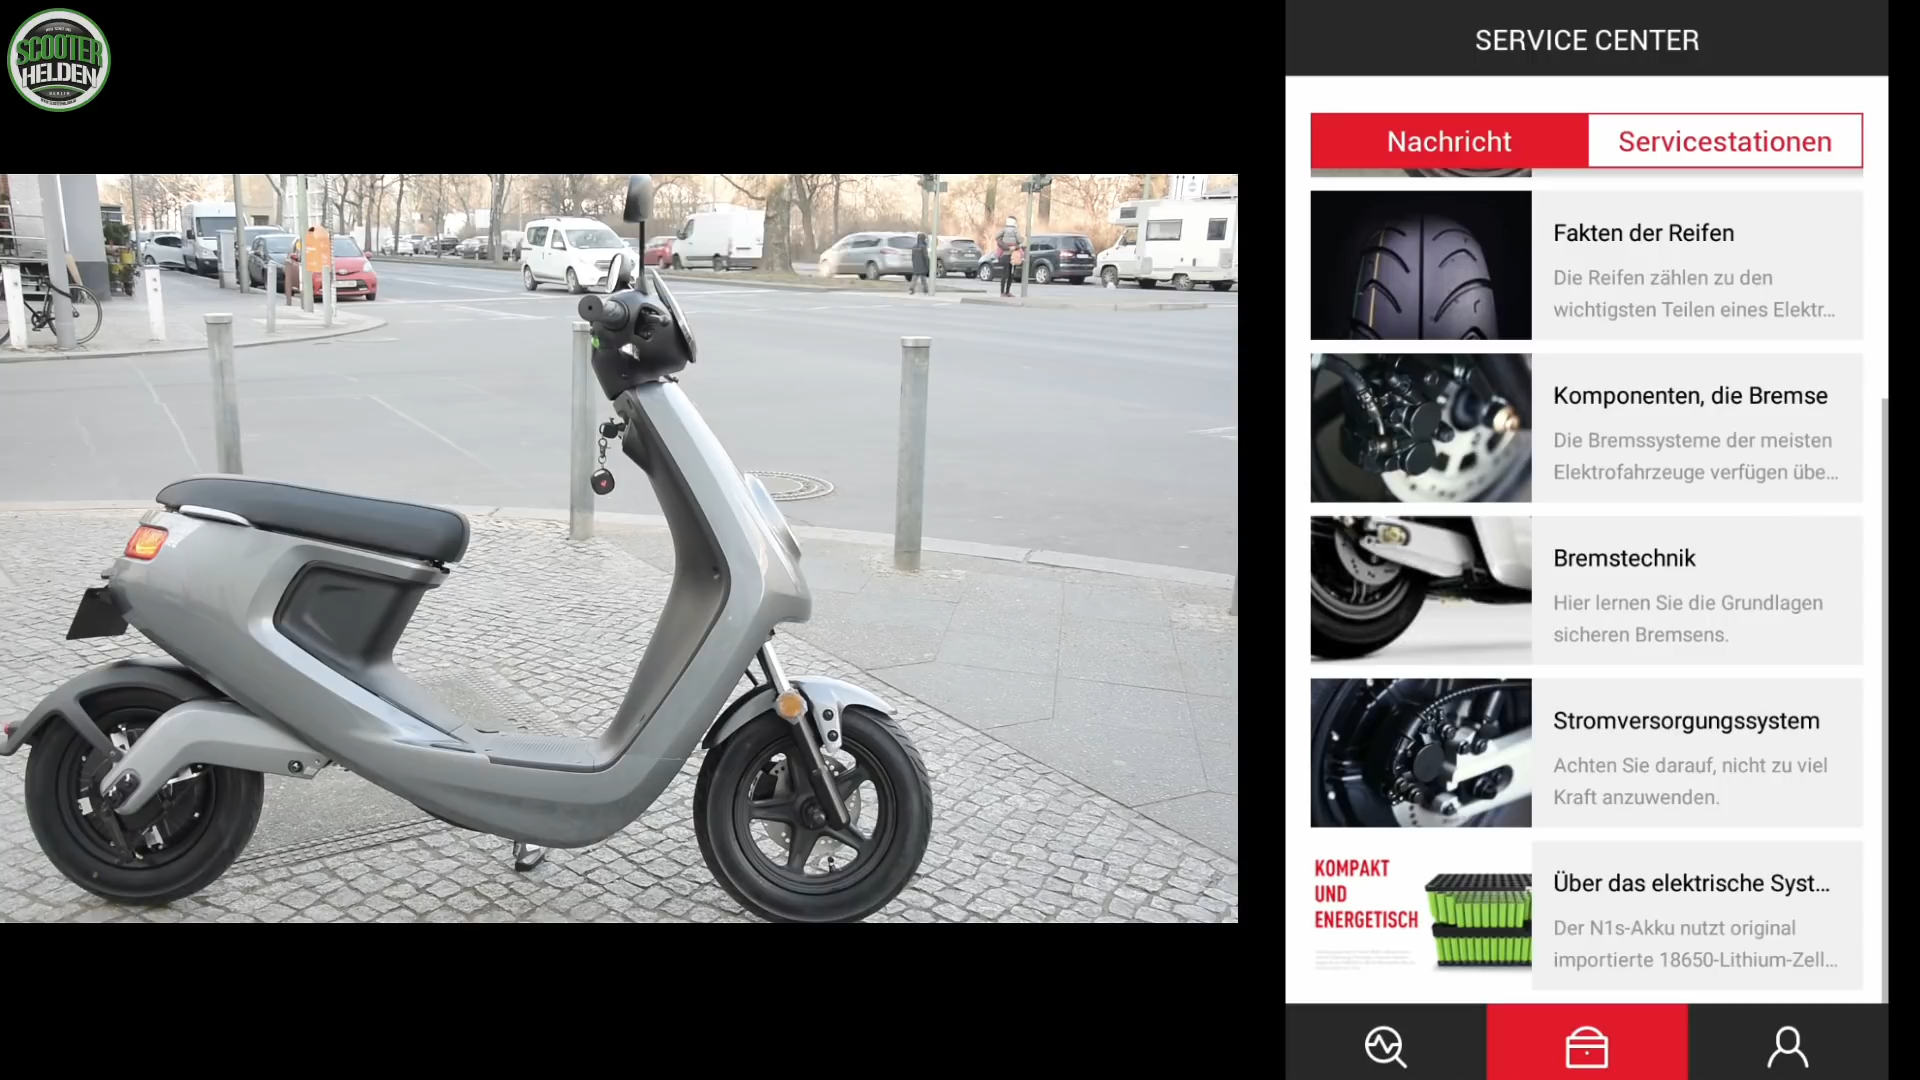 SCOOTER
HELDEN
BERLIN
SERVICE CENTER
Nachricht
Servicestationen
Fakten der Reifen
Die Reifen zählen zu den
wichtigsten Teilen eines Elektr...
Komponenten, die Bremse
Die Bremssysteme der meisten
Elektrofahrzeuge verfügen übe...
Bremstechnik
Hier lernen Sie die Grundlagen
sicheren Bremsens.
Stromversorgungssystem
Achten Sie darauf, nicht zu viel
Kraft anzuwenden.
KOMPAKT
UND
ENERGETISCH
Über das elektrische Syst...
Der N1s-Akku nutzt original
importierte 18650-Lithium-Zell...